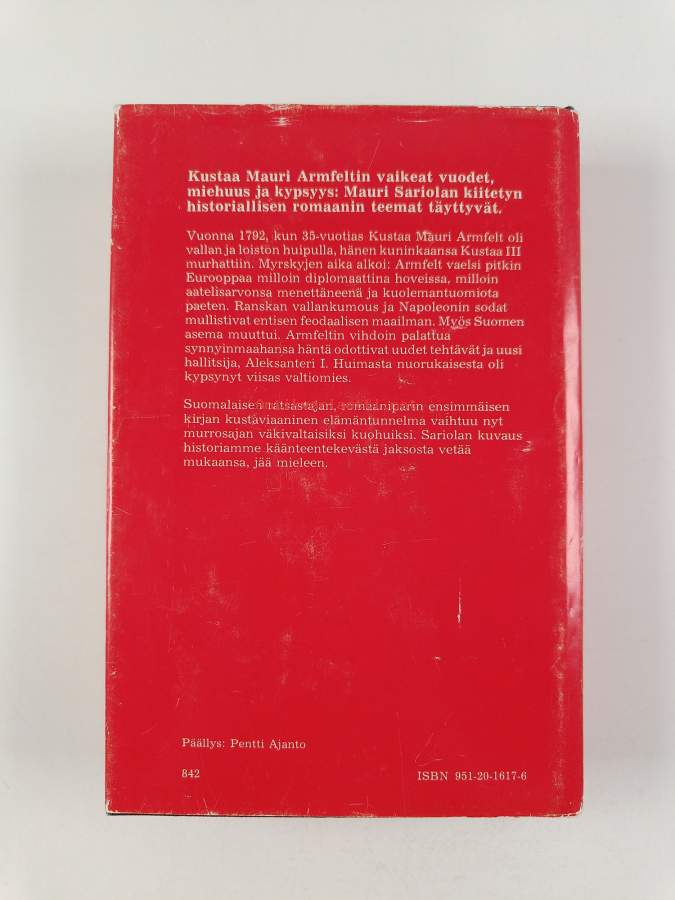 Kustaa Mauri Armfeltin vaikeat vuodet,
miehuus ja kypsyys: Mauri Sariolan kiitetyn
historiallisen romaanin teemat täyttyvät.
Vuonna 1792, kun 35-vuotias Kustaa Mauri Armfelt oli
vallan ja loiston huipulla, hänen kuninkaansa Kustaa III
murhattiin. Myrskyjen aika alkoi: Armfelt vaelsi pitkin
Eurooppaa milloin diplomaattina hoveissa, milloin
aatelisarvonsa menettäneenä ja kuolemantuomiota
paeten. Ranskan vallankumous ja Napoleonin sodat
mullistivat entisen feodaalisen maailman. Myös Suomen
asema muuttui. Armfeltin vihdoin palattua
synnyinmaahansa häntä odottivat uudet tehtävät ja uusi
hallitsija, Aleksanteri I. Huimasta nuorukaisesta oli
kypsynyt viisas valtiomies.
Suomalaisen ratsastajan, romaaniparin ensimmäisen
kirjan kustaviaaninen elämäntunnelma vaihtuu nyt
murrosajan väkivaltaisiksi kuohuiksi. Sariolan kuvaus
historiamme käänteentekevästä jaksosta vetää
mukaansa, jää mieleen.
Päällys: Pentti Ajanto
842 ISBN 951-20-1617-6